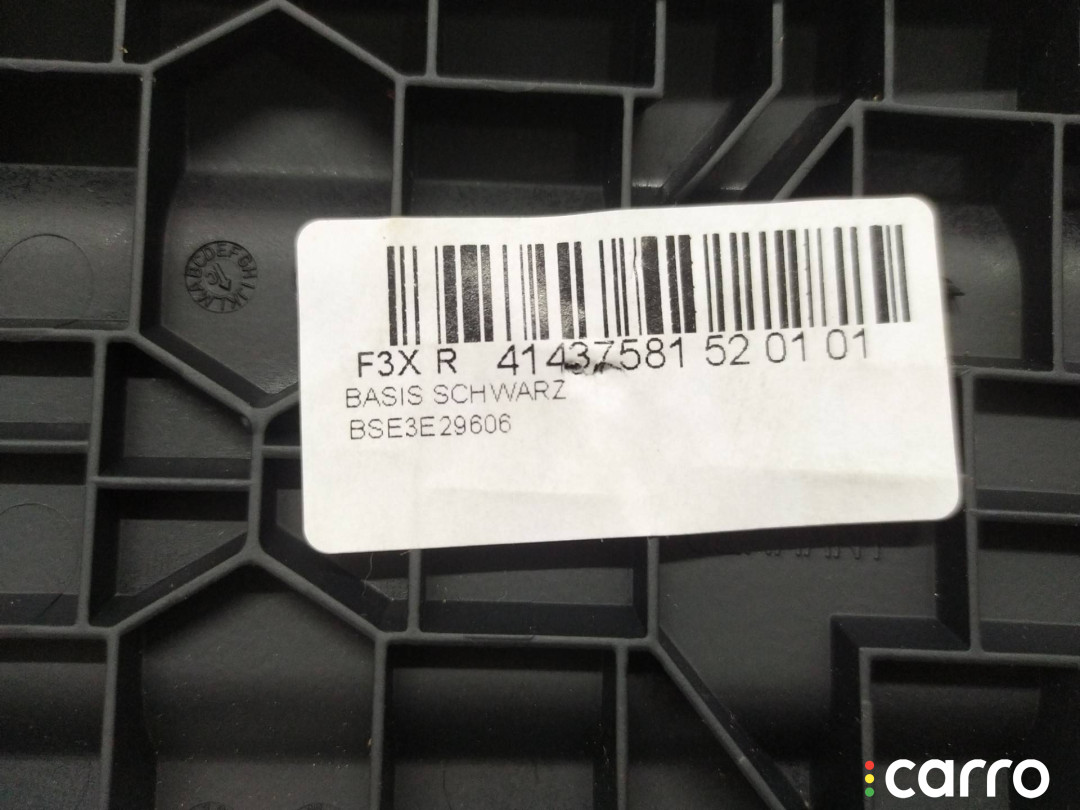 F3X R 41437581 52 01 01
BASIS SCHWARZ
BSE3E29606
carro